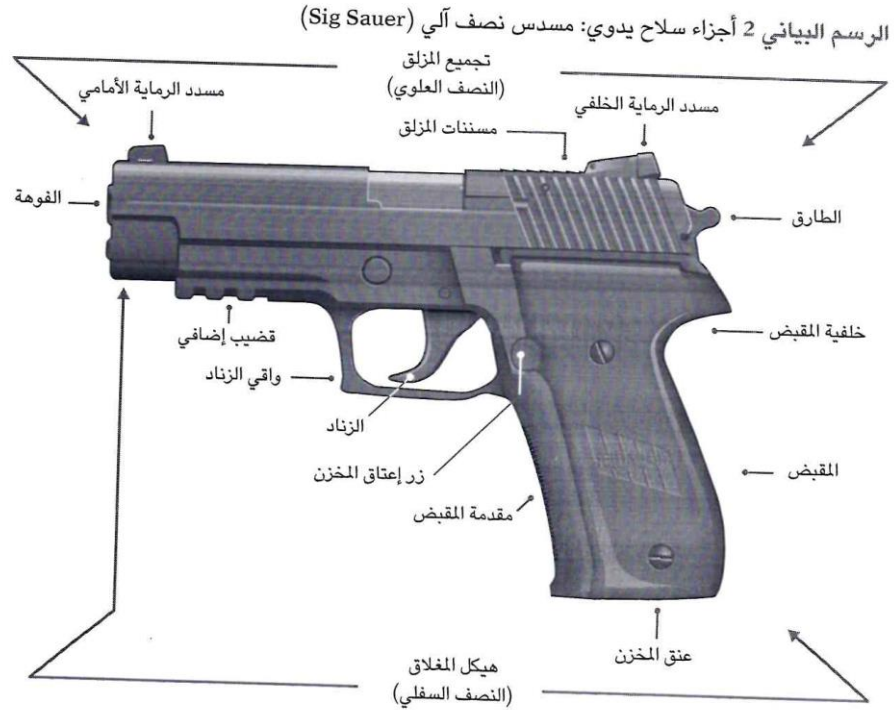 الرسم البياني 2 أجزاء سلاح يدوي: مسدس نصف آلي (Sig Sauer)
تجميع المزلق
(النصف العلوي)
مسدد الرماية الأمامي
مسدد الرماية الخلفي
مسننات المزلق
الفوهة
الطارق
قضيب إضافي
خلفية المقبض
واقي الزناد
الزناد
زر إعتاق المخزن
المقبض
مقدمة المقبض
عنق المخزن
هيكل المغلاق
(النصف السفلي)